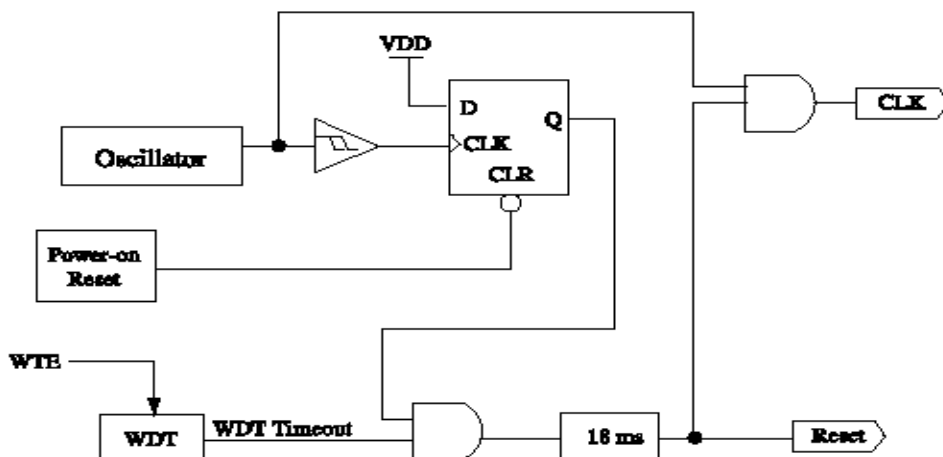 VDD
D
Q
CLK
CLR
CLK
Oscillator
Power-on
Reset
WTE
WDT
WDT Timeout
18 ms
Reset